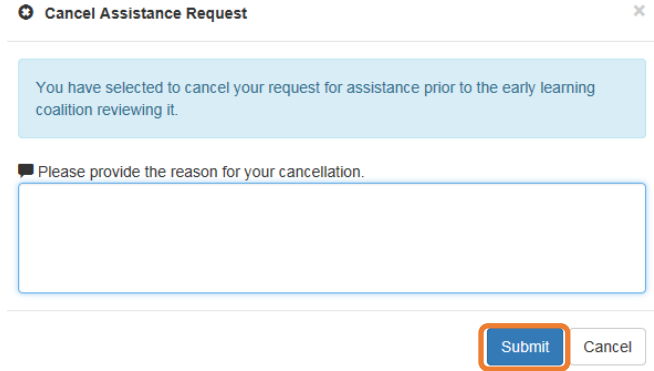 Cancel Assistance Request
You have selected to cancel your request for assistance prior to the early learning
coalition reviewing it.
Please provide the reason for your cancellation.
Submit Cancel